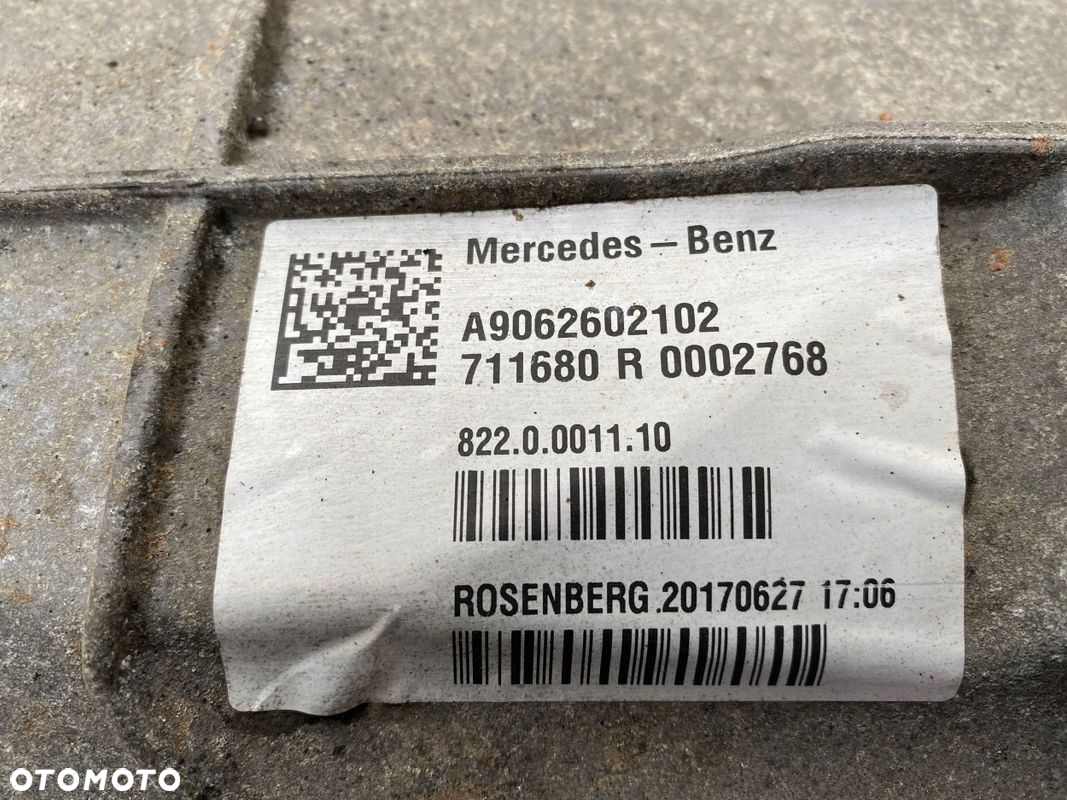 Mercedes – Benz
A9062602102
711680 R 0002768
822.0.0011.10
ROSENBERG 20170627 17:06
OTOMOTO